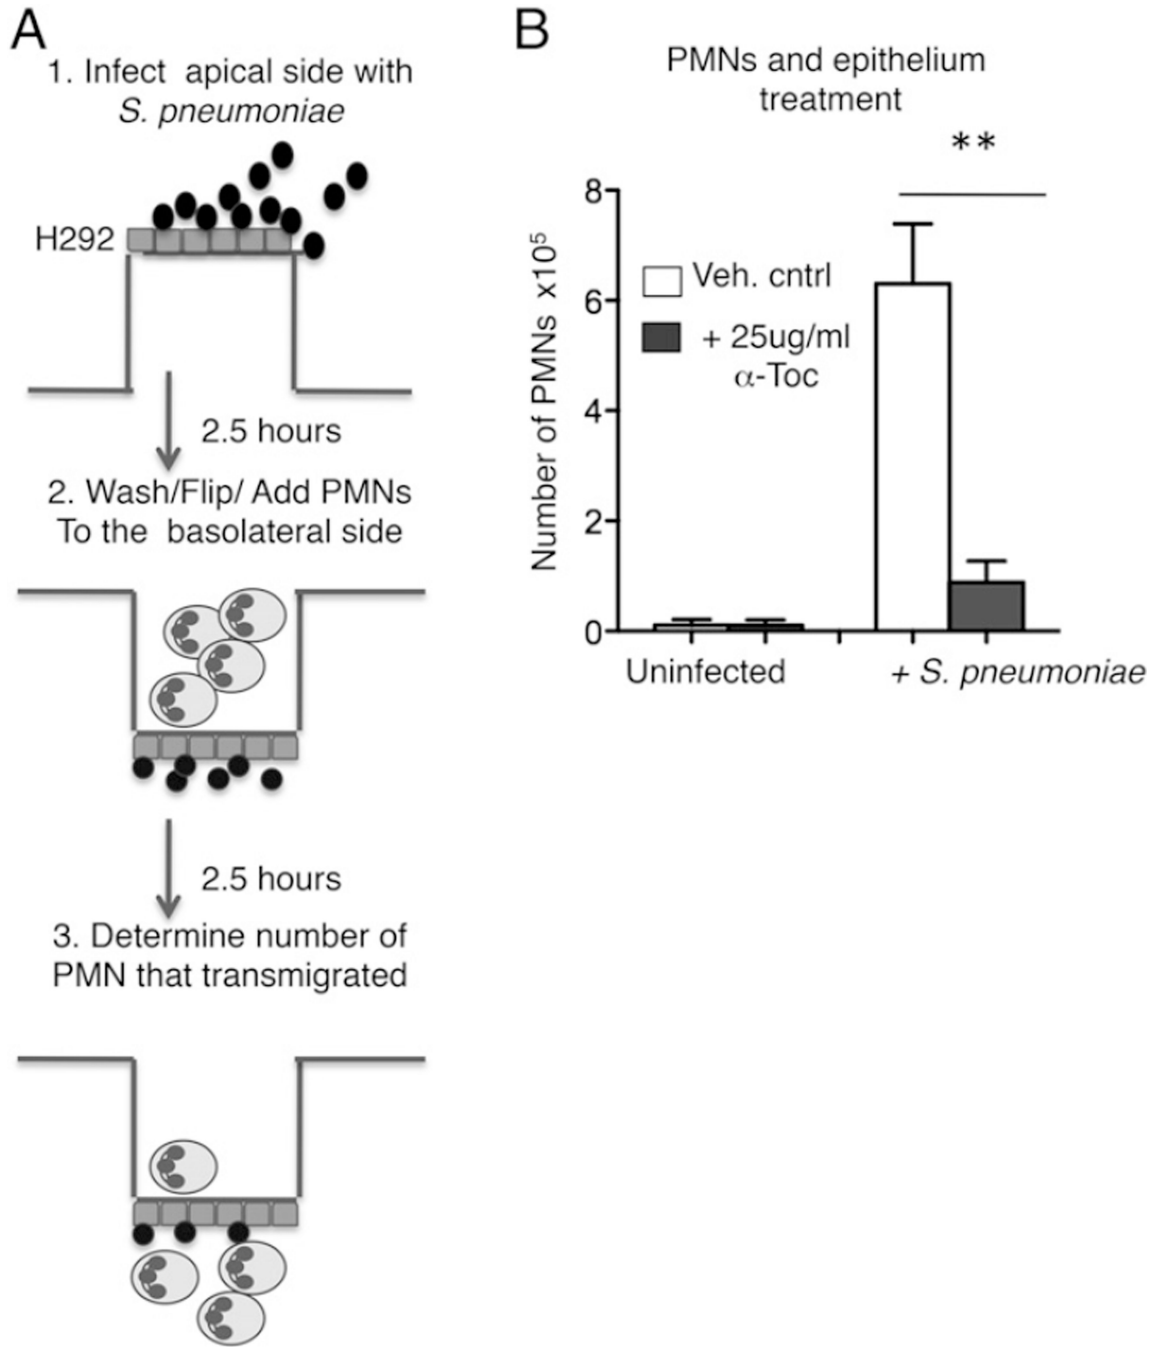 A
1. Infect apical side with
S. pneumoniae
H292
2.5 hours
2. Wash/Flip/ Add PMNs
To the basolateral side
2.5 hours
3. Determine number of
PMN that transmigrated
B
PMNs and epithelium
treatment
**
Number of PMNs x10⁵
8
6
4
2
0
Veh. cntrl
+ 25ug/ml
α-Toc
Uninfected
+ S. pneumoniae